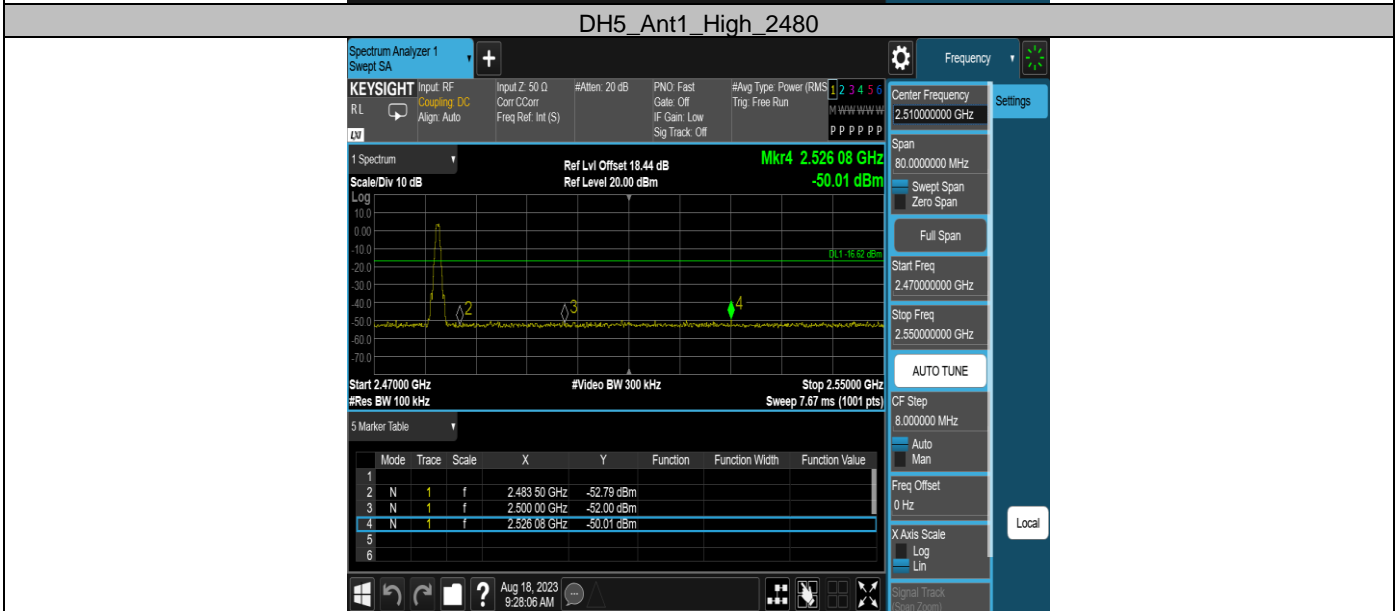 DH5_Ant1_High_2480
Spectrum Analyzer 1
Swept SA
+
Frequency
KEYSIGHT
RL
LXI
Input: RF
Coupling: DC
Align: Auto
Input Z: 50 Ω
Corr CCorr
Freq Ref: Int (S)
#Atten: 20 dB
PNO: Fast
Gate: Off
IF Gain: Low
Sig Track: Off
#Avg Type: Power (RMS
Trig: Free Run
1 2 3 4 5 6
M W W W W W
P P P P P P
1 Spectrum
Scale/Div 10 dB
Ref Lvl Offset 18.44 dB
Ref Level 20.00 dBm
Mkr4 2.526 08 GHz
-50.01 dBm
Log
10.0
0.00
-10.0
DL1 -16.62 dBm
-20.0
-30.0
-40.0
2
3
4
-50.0
-60.0
-70.0
Start 2.47000 GHz
#Video BW 300 kHz
Stop 2.55000 GHz
#Res BW 100 kHz
Sweep 7.67 ms (1001 pts)
5 Marker Table
Mode Trace Scale X Y Function Function Width Function Value
1
2 N 1 f 2.483 50 GHz -52.79 dBm
3 N 1 f 2.500 00 GHz -52.00 dBm
4 N 1 f 2.526 08 GHz -50.01 dBm
5
6
?
Aug 18, 2023
9:28:06 AM
Center Frequency
2.510000000 GHz
Settings
Span
80.0000000 MHz
Swept Span
Zero Span
Full Span
Start Freq
2.470000000 GHz
Stop Freq
2.550000000 GHz
AUTO TUNE
CF Step
8.000000 MHz
Auto
Man
Freq Offset
0 Hz
Local
X Axis Scale
Log
Lin
Signal Track
(Span Zoom)